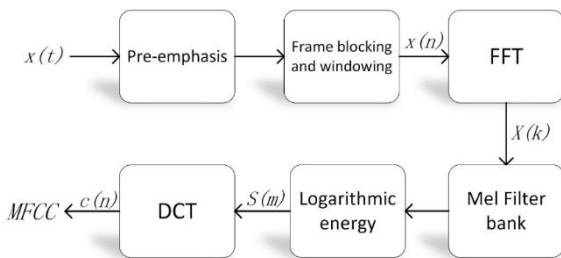 x(t)
Pre-emphasis
Frame blocking
and windowing
x(n)
FFT
X(k)
Mel Filter
bank
Logarithmic
energy
S(m)
DCT
c(n)
MFCC